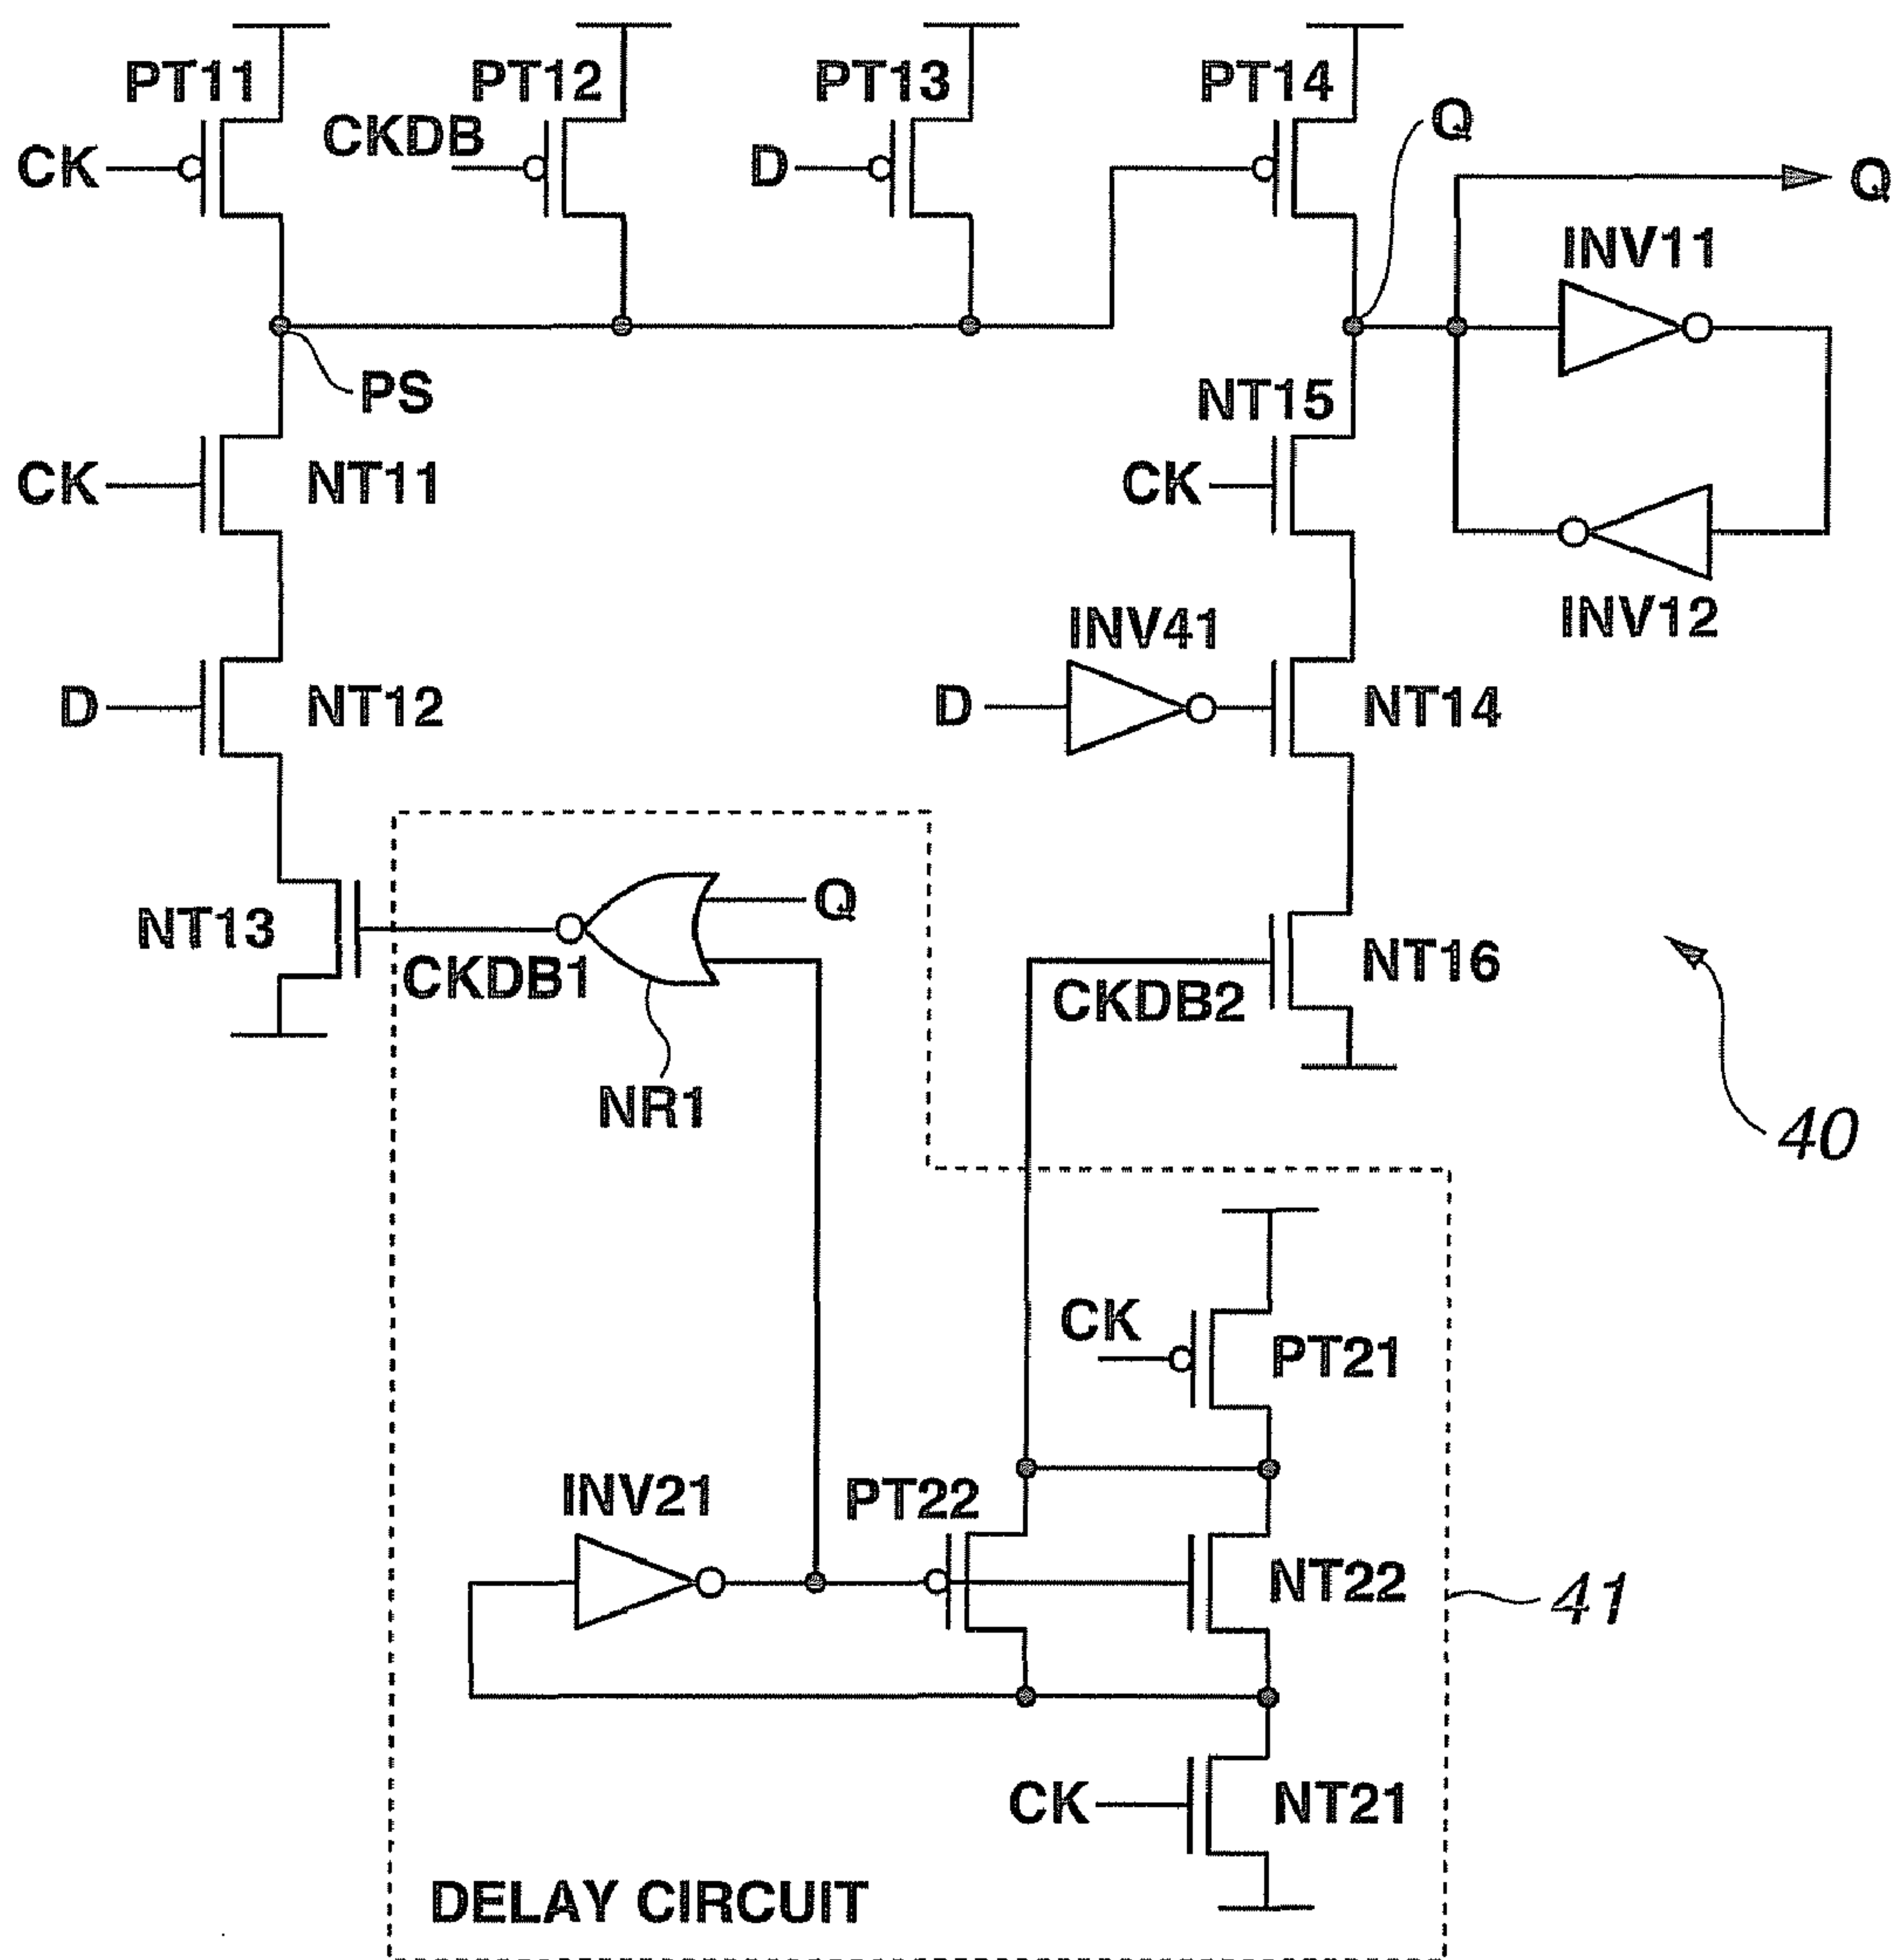 PT11
PT12
PT13
PT14
Q
CK
CKDB
D
Q
INV11
PS
NT15
CK
NT11
CK
INV12
INV41
D
NT12
D
NT14
Q
NT13
CKDB1
NT16
CKDB2
NR1
40
CK
PT21
INV21
PT22
NT22
41
CK
NT21
DELAY CIRCUIT